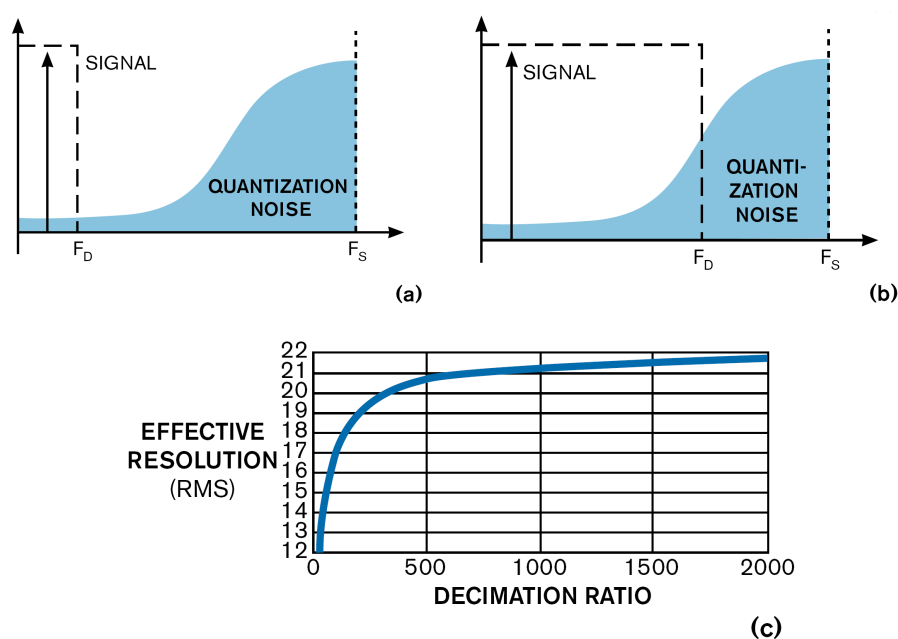 SIGNAL
QUANTIZATION
NOISE
F_D
F_S
(a)
SIGNAL
QUANTI-
ZATION
NOISE
F_D
F_S
(b)
22
21
20
19
18
17
16
15
14
13
12
EFFECTIVE
RESOLUTION
(RMS)
0 500 1000 1500 2000
DECIMATION RATIO
(c)